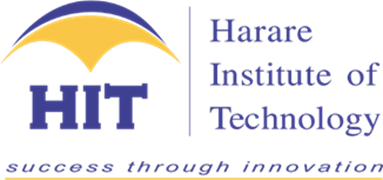 HIT
Harare
Institute of
Technology
success through innovation